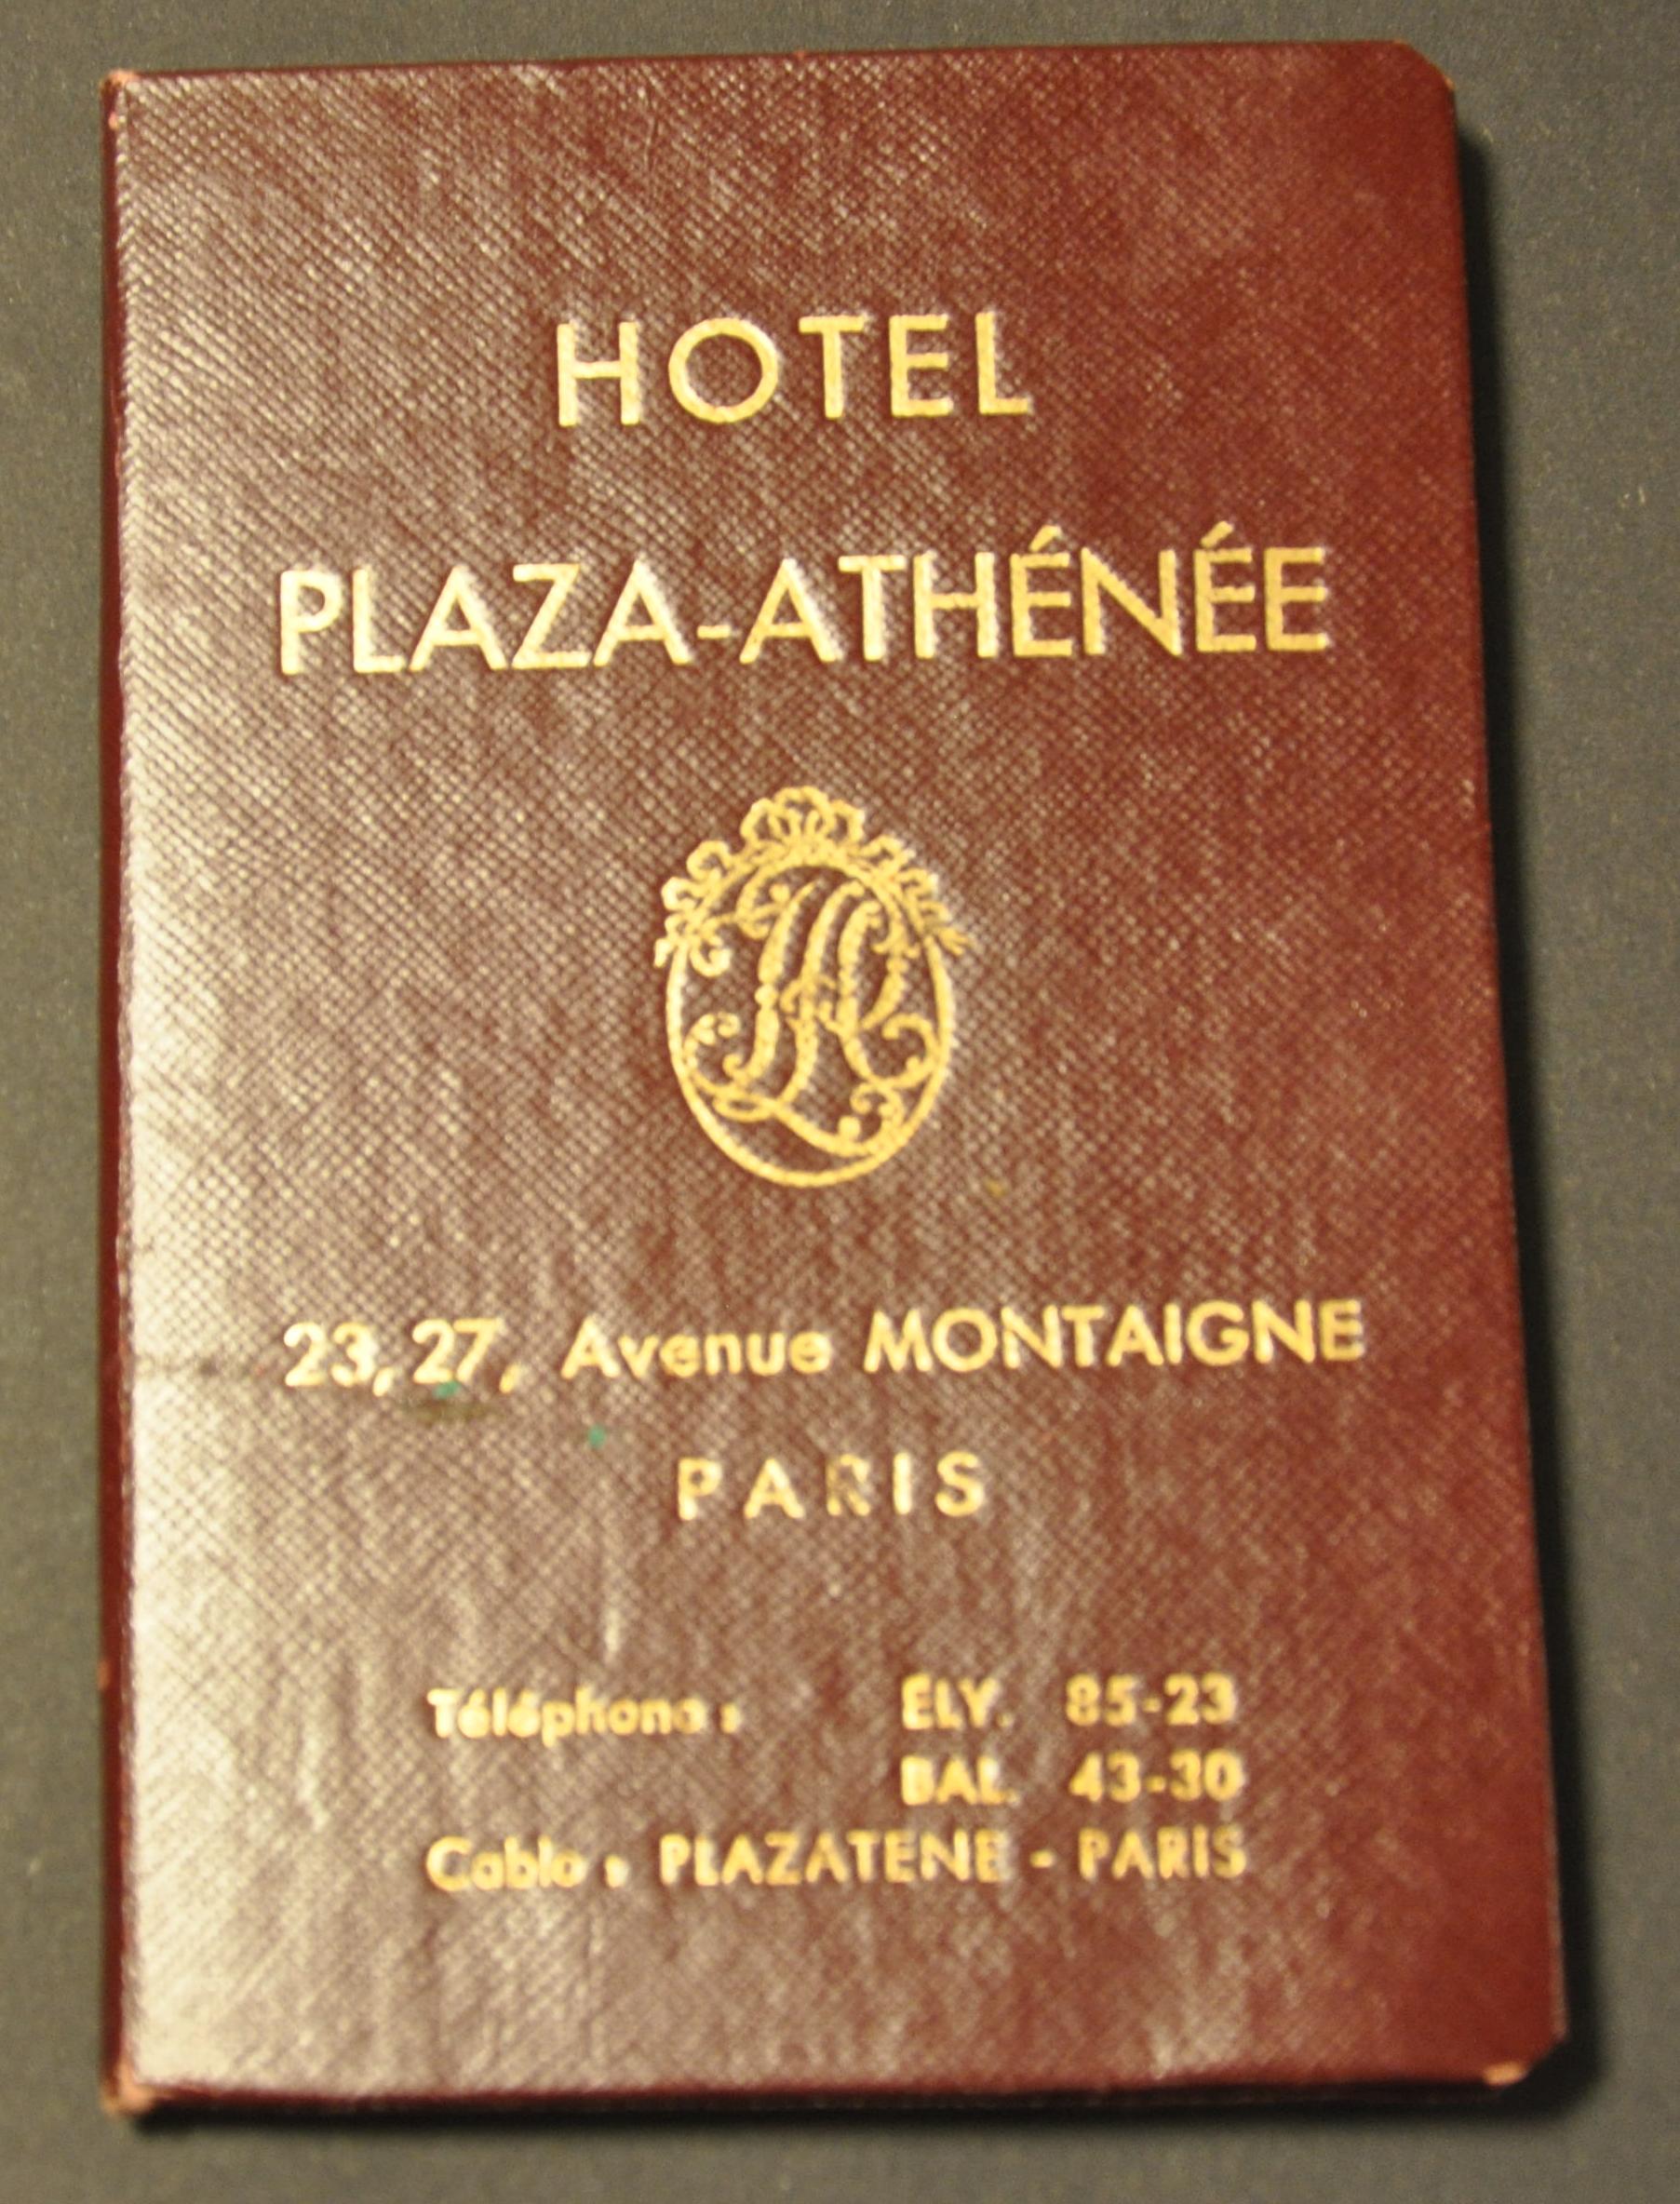 HOTEL
PLAZA-ATHÉNÉE
23, 27, Avenue MONTAIGNE
PARIS
Téléphone : ÉLY. 85-23
BAL. 43-30
Cable : PLAZATENE - PARIS